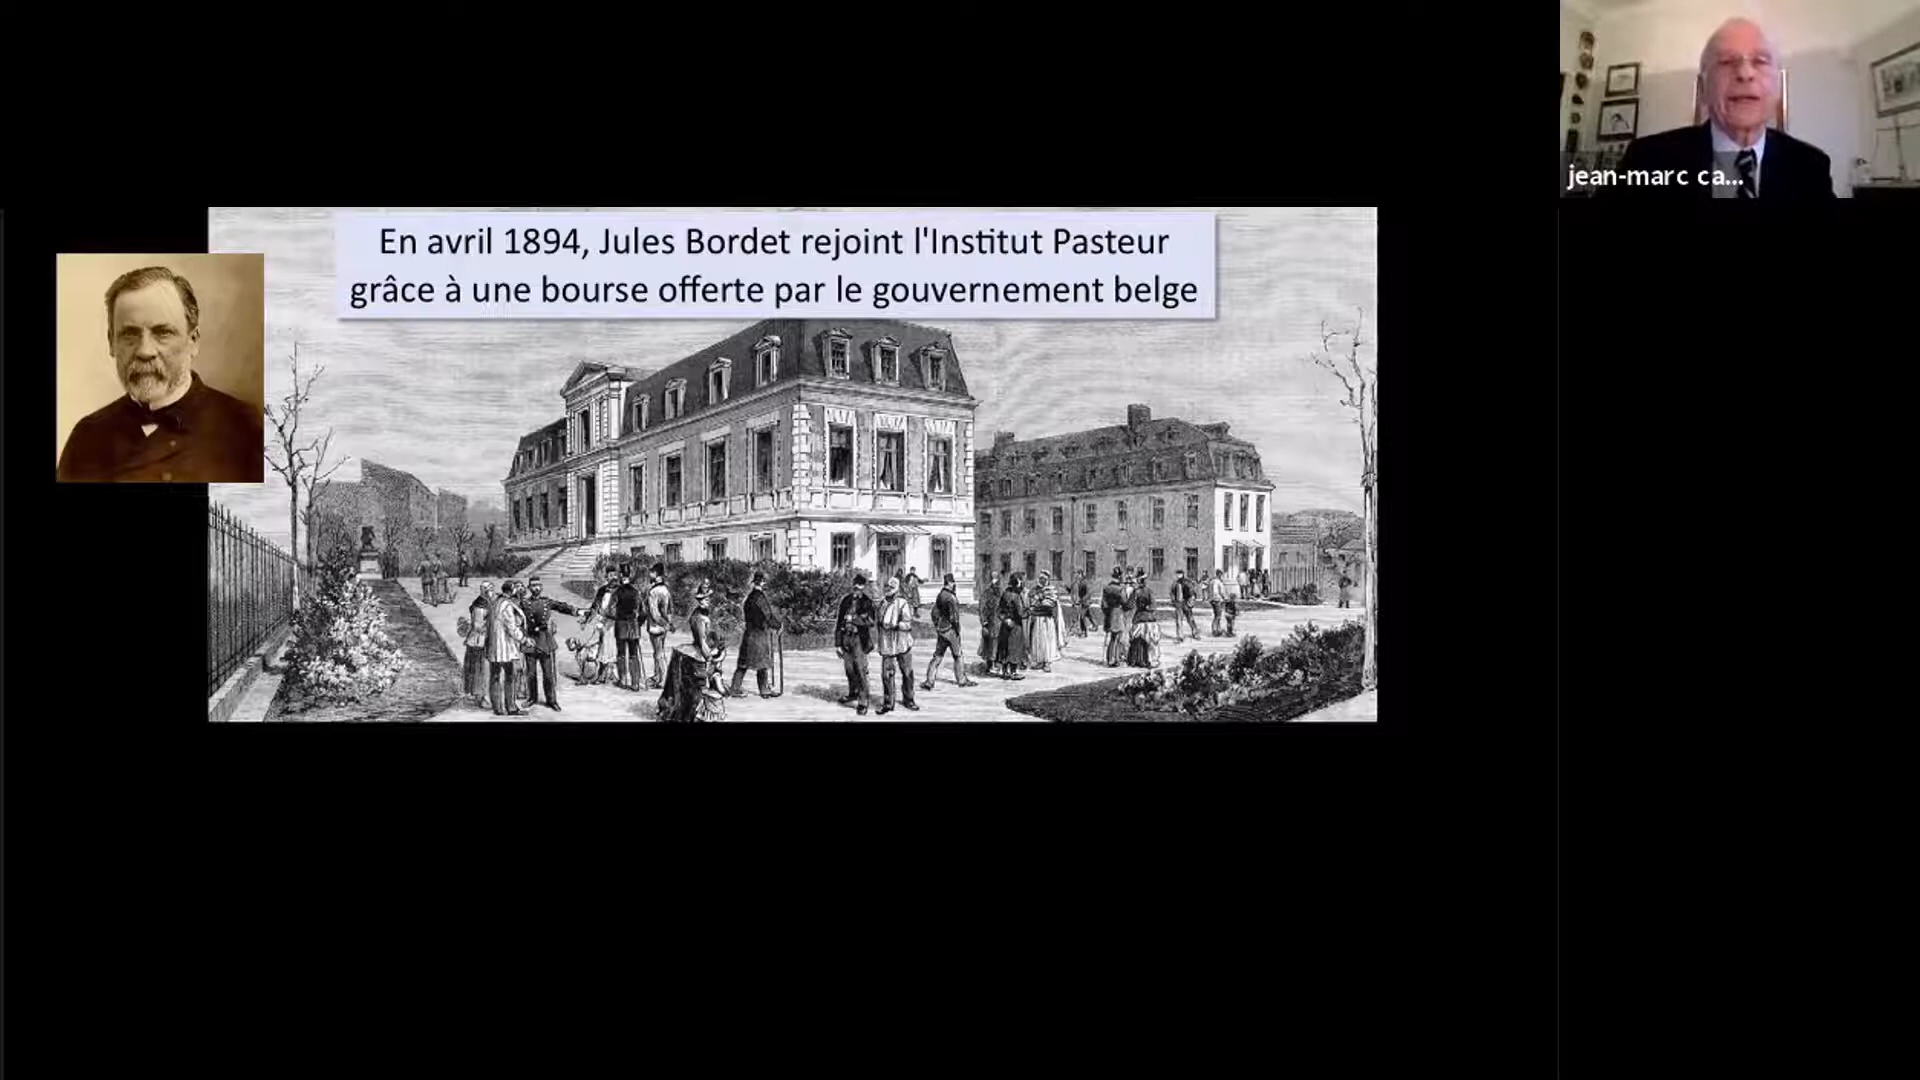 jean-marc ca...
En avril 1894, Jules Bordet rejoint l'Institut Pasteur
grâce à une bourse offerte par le gouvernement belge